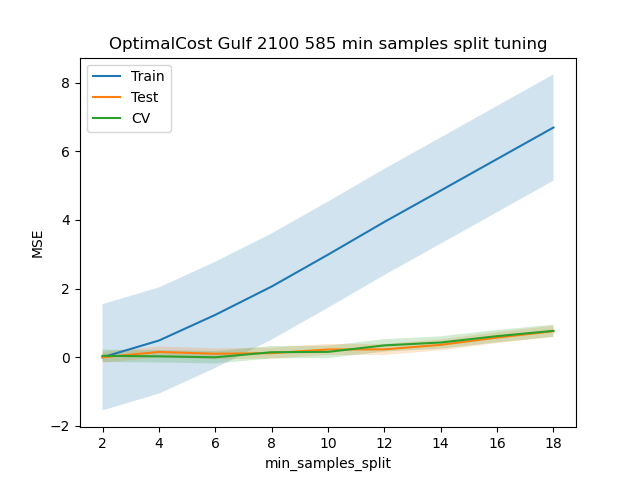 OptimalCost Gulf 2100 585 min samples split tuning
Train
Test
CV
8
6
4
2
0
−2
MSE
2 4 6 8 10 12 14 16 18
min_samples_split